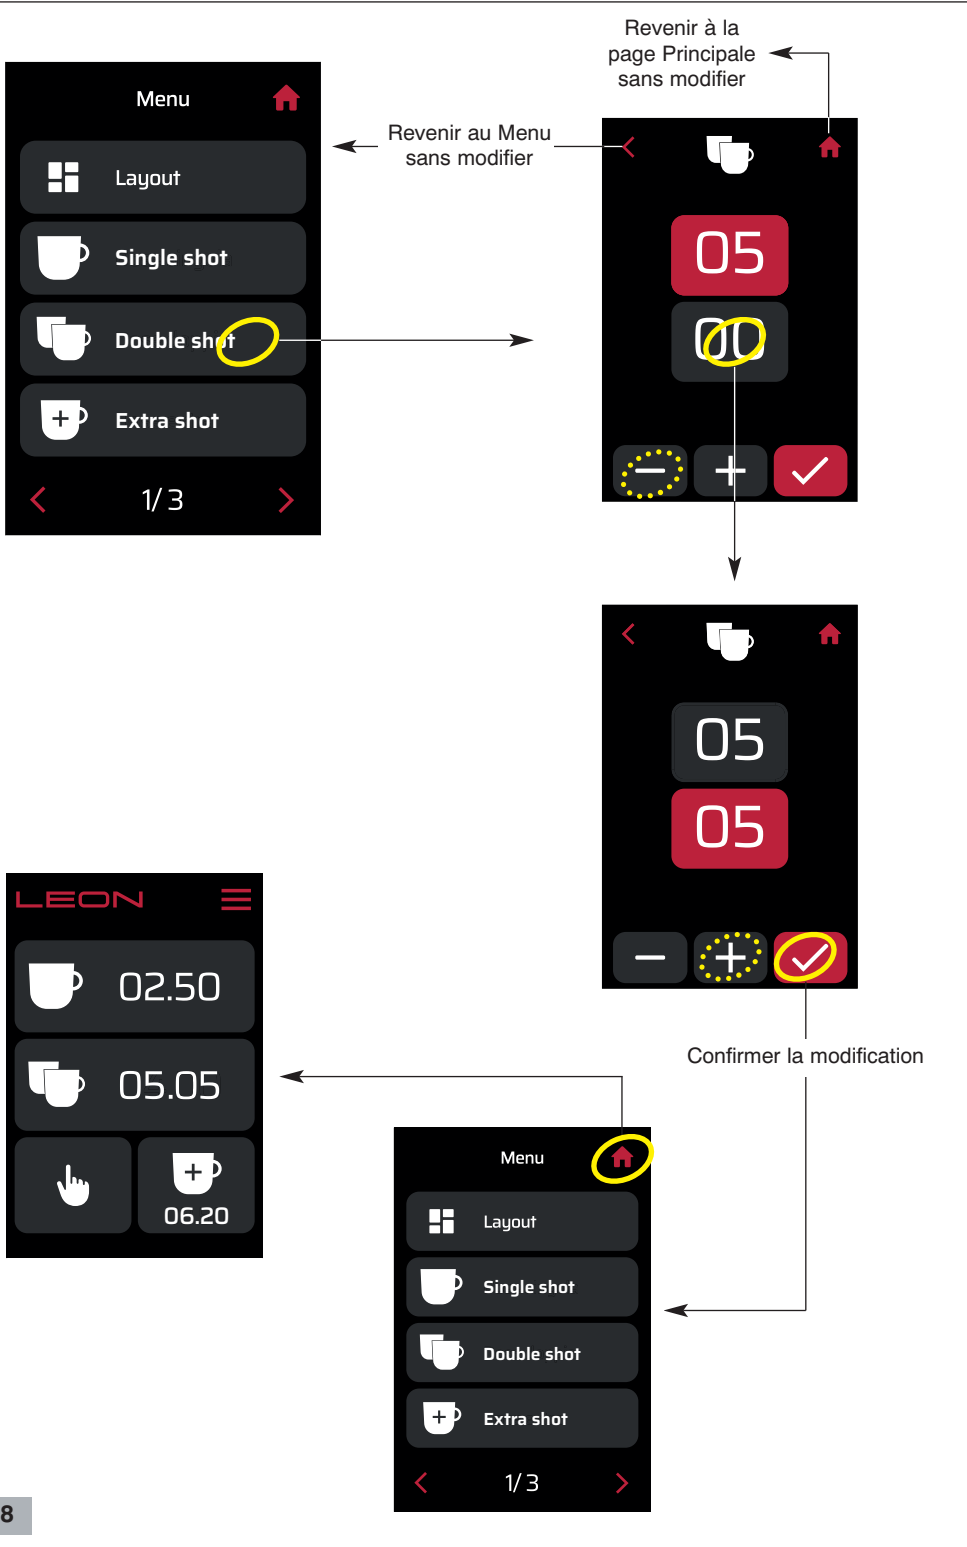 Revenir à la
page Principale
sans modifier
Menu
Layout
Single shot
Double shot
Extra shot
1/3
Revenir au Menu
sans modifier
05
00
05
05
Confirmer la modification
LEON
02.50
05.05
06.20
Menu
Layout
Single shot
Double shot
Extra shot
1/3
8